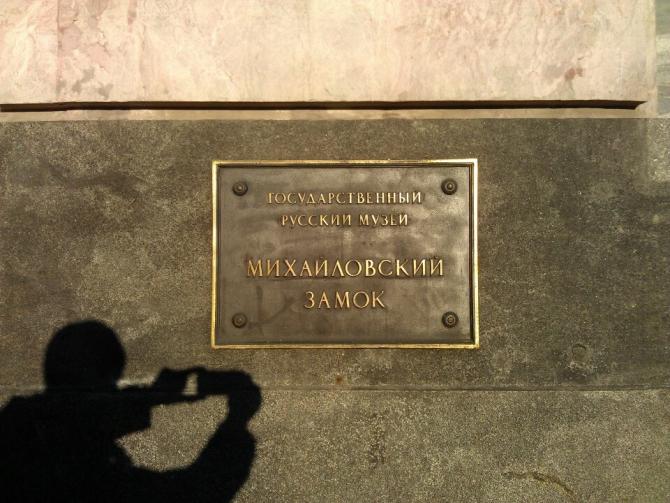 ГОСУДАРСТВЕННЫЙ
РУССКИЙ МУЗЕЙ
МИХАЙЛОВСКИЙ
ЗАМОК